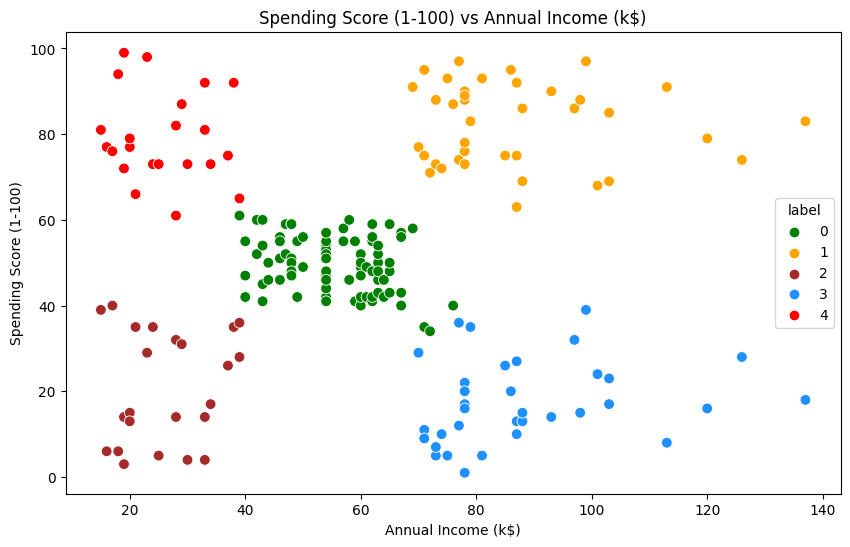 Spending Score (1-100) vs Annual Income (k$)
Spending Score (1-100)
100
80
60
40
20
0
label
0
1
2
3
4
20 40 60 80 100 120 140
Annual Income (k$)